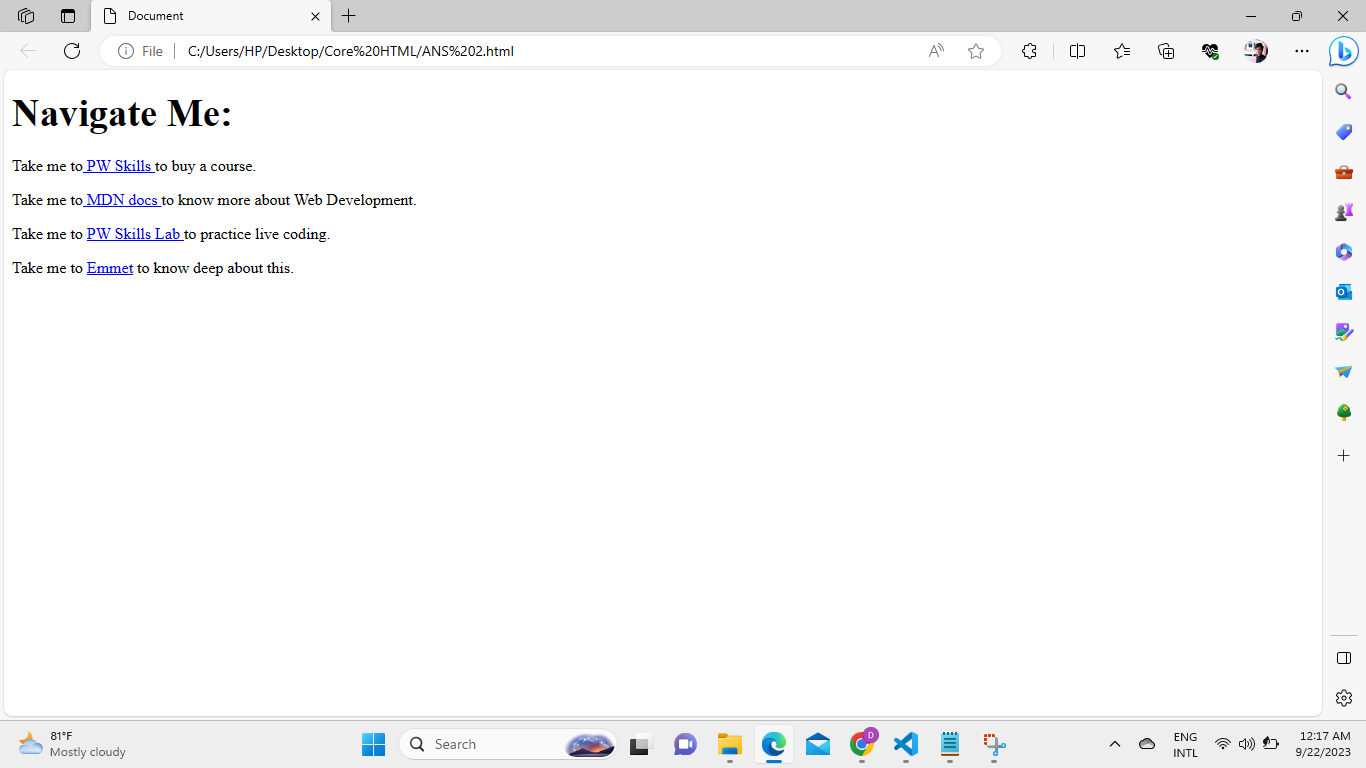 Document
File
C:/Users/HP/Desktop/Core%20HTML/ANS%202.html
Navigate Me:
Take me to PW Skills to buy a course.
Take me to MDN docs to know more about Web Development.
Take me to PW Skills Lab to practice live coding.
Take me to Emmet to know deep about this.
81°F
Mostly cloudy
Search
D
ENG
INTL
12:17 AM
9/22/2023